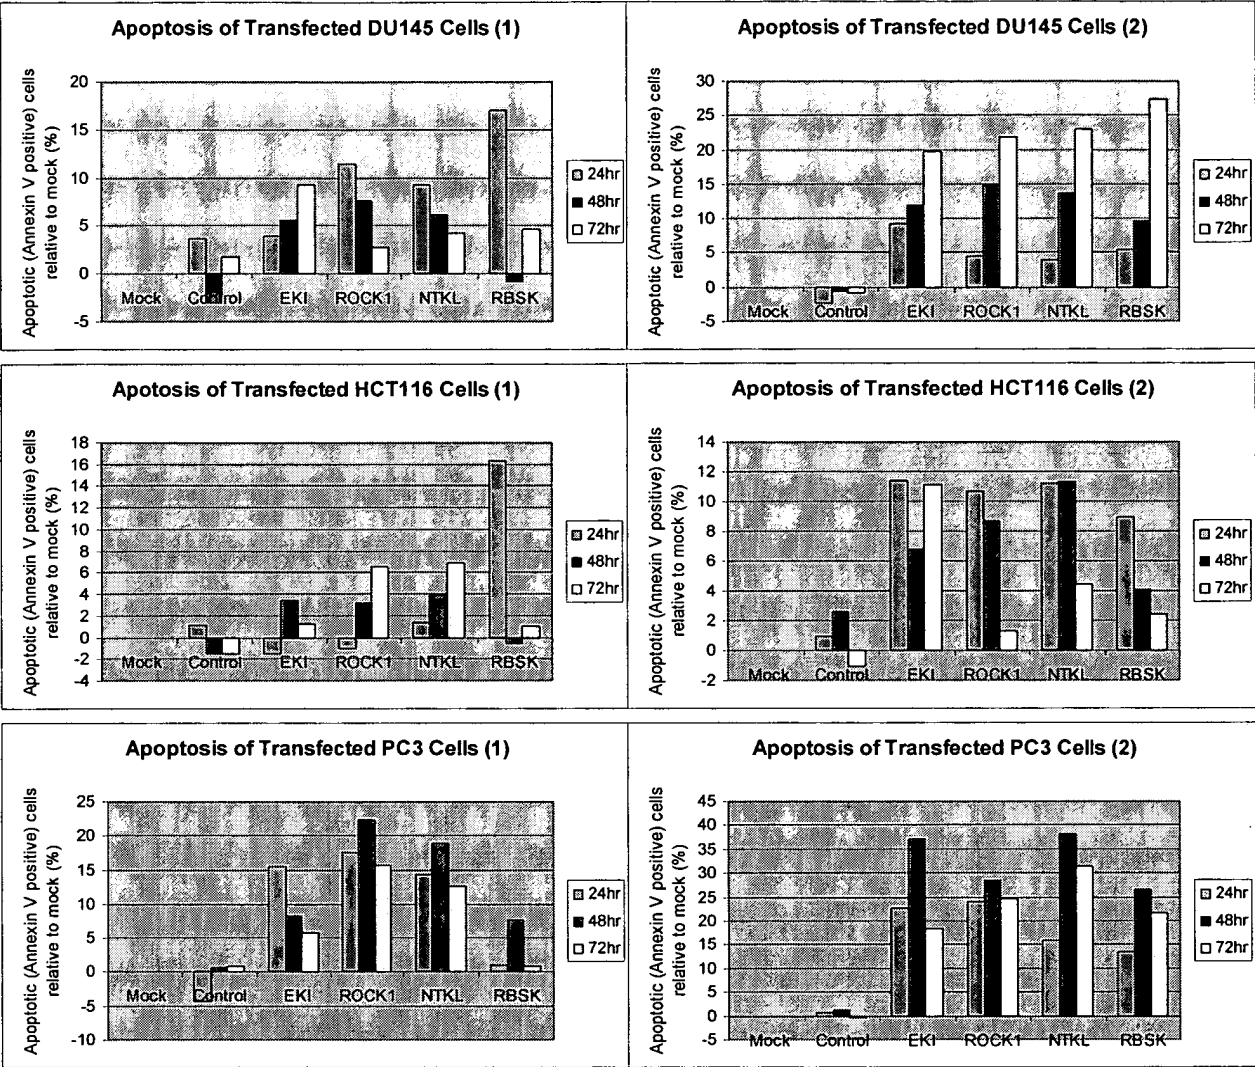 Apoptosis of Transfected DU145 Cells (1)
Apoptotic (Annexin V positive) cells
relative to mock (%)
20
15
10
5
0
-5
Mock Control EKI ROCK1 NTKL RBSK
24hr
48hr
72hr
Apoptosis of Transfected DU145 Cells (2)
Apoptotic (Annexin V positive) cells
relative to mock (%)
30
25
20
15
10
5
0
-5
Mock Control EKI ROCK1 NTKL RBSK
24hr
48hr
72hr
Apotosis of Transfected HCT116 Cells (1)
Apoptotic (Annexin V positive) cells
relative to mock (%)
18
16
14
12
10
8
6
4
2
0
-2
-4
Mock Control EKI ROCK1 NTKL RBSK
24hr
48hr
72hr
Apoptosis of Transfected HCT116 Cells (2)
Apoptotic (Annexin V positive) cells
relative to mock (%)
14
12
10
8
6
4
2
0
-2
Mock Control EKI ROCK1 NTKL RBSK
24hr
48hr
72hr
Apoptosis of Transfected PC3 Cells (1)
Apoptotic (Annexin V positive) cells
relative to mock (%)
25
20
15
10
5
0
-5
-10
Mock Control EKI ROCK1 NTKL RBSK
24hr
48hr
72hr
Apoptosis of Transfected PC3 Cells (2)
Apoptotic (Annexin V positive) cells
relative to mock (%)
45
40
35
30
25
20
15
10
5
0
-5
Mock Control EKI ROCK1 NTKL RBSK
24hr
48hr
72hr